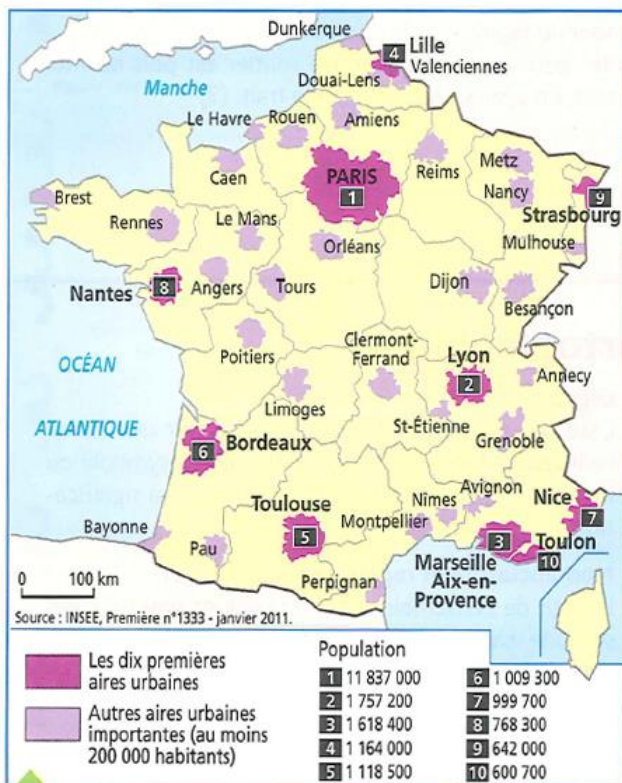 Dunkerque
4
Lille
Valenciennes
Douai-Lens
Manche
Le Havre
Rouen
Amiens
Caen
PARIS
1
Reims
Metz
Nancy
9
Strasbourg
Brest
Rennes
Le Mans
Orléans
Mulhouse
8
Nantes
Angers
Tours
Dijon
Besançon
Poitiers
Clermont-
Ferrand
Lyon
2
Annecy
OCÉAN
ATLANTIQUE
Limoges
St-Étienne
Grenoble
6
Bordeaux
Toulouse
5
Avignon
Nîmes
Montpellier
Nice
7
Bayonne
Pau
3
Toulon
10
Marseille
Aix-en-
Provence
Perpignan
0 100 km
Source : INSEE, Première n°1333 - janvier 2011.
Les dix premières
aires urbaines
Autres aires urbaines
importantes (au moins
200 000 habitants)
Population
1 11 837 000
2 1 757 200
3 1 618 400
4 1 164 000
5 1 118 500
6 1 009 300
7 999 700
8 768 300
9 642 000
10 600 700